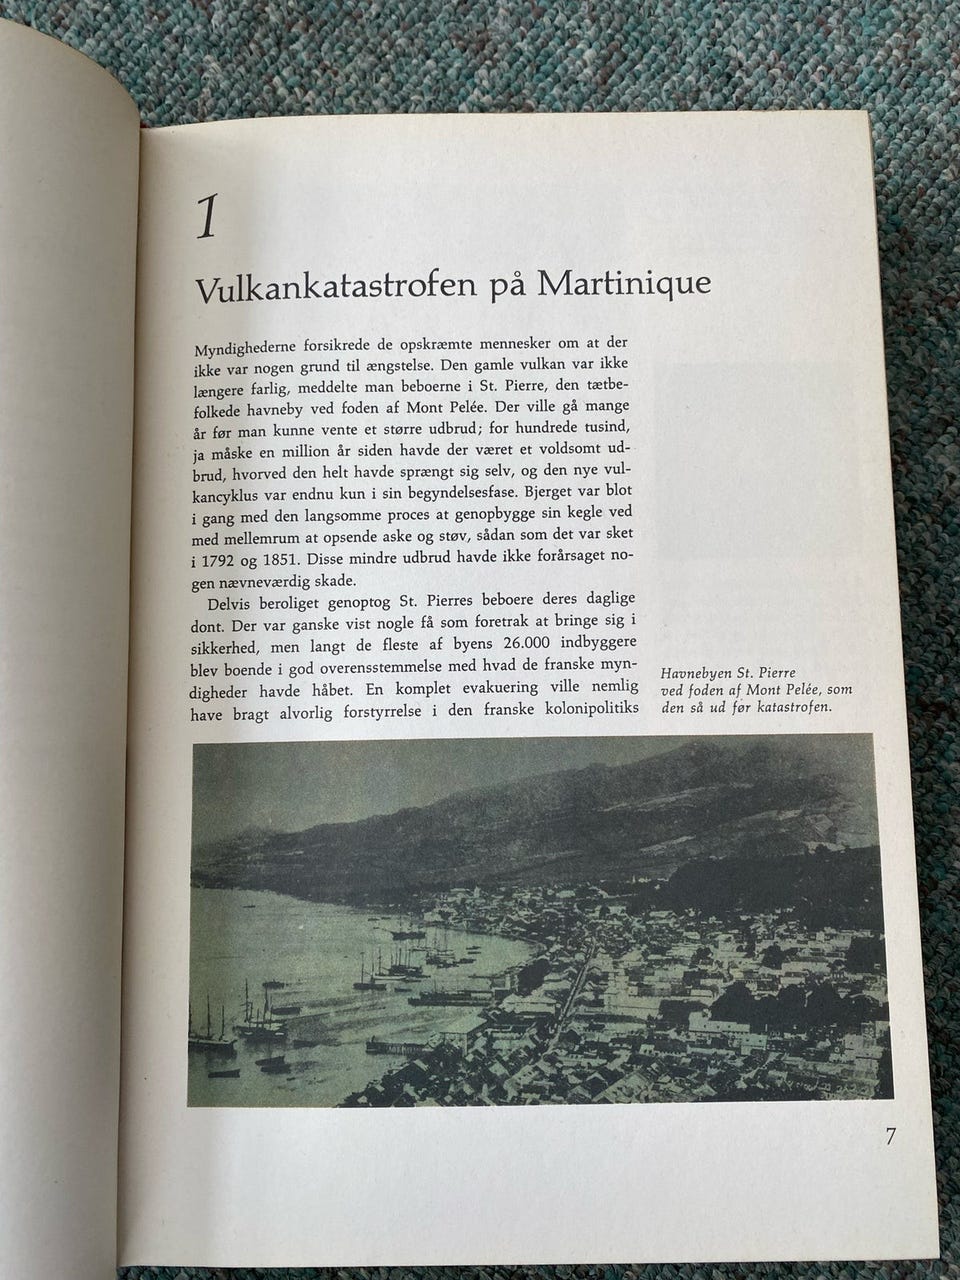 1
Vulkankatastrofen på Martinique
Myndighederne forsikrede de opskræmte mennesker om at der
ikke var nogen grund til ængstelse. Den gamle vulkan var ikke
længere farlig, meddelte man beboerne i St. Pierre, den tætbe-
folkede havneby ved foden af Mont Pelée. Der ville gå mange
år før man kunne vente et større udbrud; for hundrede tusind,
ja måske en million år siden havde der været et voldsomt ud-
brud, hvorved den helt havde sprængt sig selv, og den nye vul-
kancyklus var endnu kun i sin begyndelsesfase. Bjerget var blot
i gang med den langsomme proces at genopbygge sin kegle ved
med mellemrum at opsende aske og støv, sådan som det var sket
i 1792 og 1851. Disse mindre udbrud havde ikke forårsaget no-
gen nævneværdig skade.
Delvis beroliget genoptog St. Pierres beboere deres daglige
dont. Der var ganske vist nogle få som foretrak at bringe sig i
sikkerhed, men langt de fleste af byens 26.000 indbyggere
blev boende i god overensstemmelse med hvad de franske myn-
digheder havde håbet. En komplet evakuering ville nemlig
have bragt alvorlig forstyrrelse i den franske kolonipolitiks
Havnebyen St. Pierre
ved foden af Mont Pelée, som
den så ud før katastrofen.
7